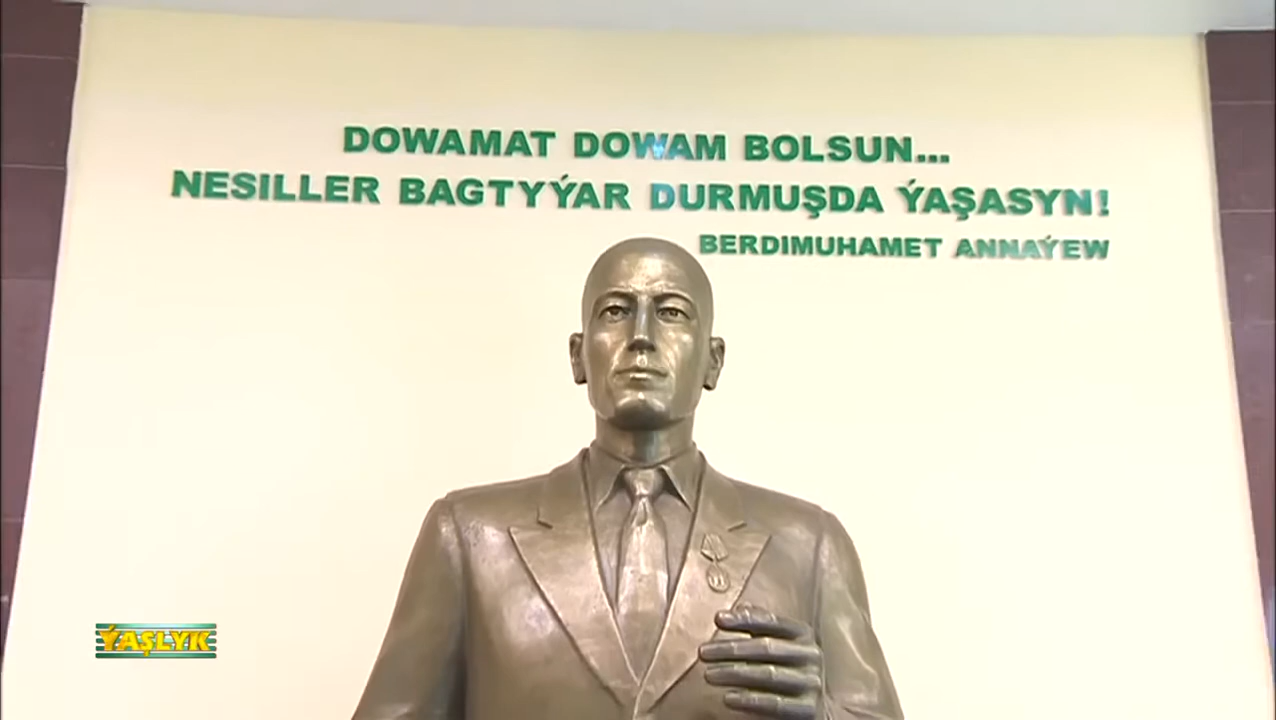 DOWAMAT DOWAM BOLSUN...
NESILLER BAGTYÝAR DURMUŞDA ÝAŞASYN!
BERDIMUHAMET ANNAÝEW
ÝAŞLYK